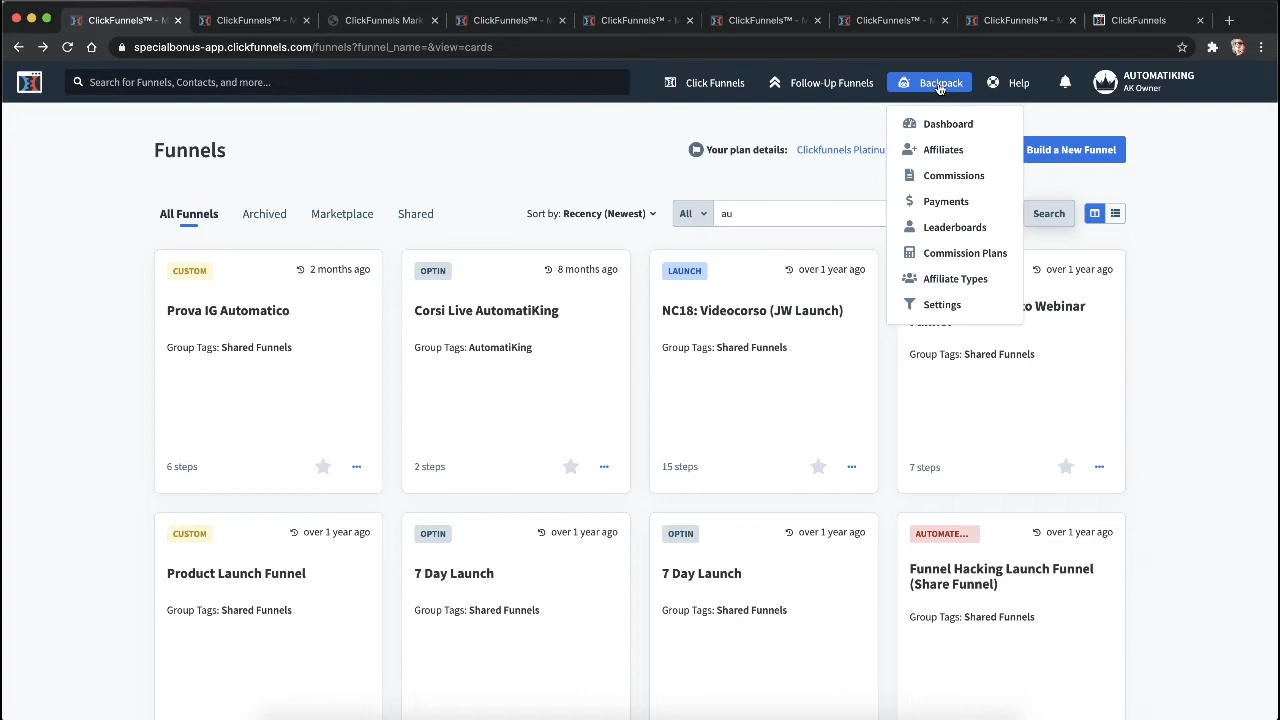 ClickFunnels™ - M
ClickFunnels™ - M
ClickFunnels Mark
ClickFunnels™ - M
ClickFunnels™ - M
ClickFunnels™ - M
ClickFunnels™ - M
ClickFunnels™ - M
ClickFunnels
specialbonus-app.clickfunnels.com/funnels?funnel_name=&view=cards
Search for Funnels, Contacts, and more...
Click Funnels
Follow-Up Funnels
Backpack
Help
AUTOMATIKING
AK Owner
Dashboard
Affiliates
Commissions
Payments
Leaderboards
Commission Plans
Affiliate Types
Settings
Funnels
Your plan details: Clickfunnels Platinu
Build a New Funnel
All Funnels
Archived
Marketplace
Shared
Sort by: Recency (Newest)
All
au
Search
CUSTOM
2 months ago
Prova IG Automatico
Group Tags: Shared Funnels
6 steps
OPTIN
8 months ago
Corsi Live AutomatiKing
Group Tags: AutomatiKing
2 steps
LAUNCH
over 1 year ago
NC18: Videocorso (JW Launch)
Group Tags: Shared Funnels
15 steps
over 1 year ago
to Webinar
Group Tags: Shared Funnels
7 steps
CUSTOM
over 1 year ago
Product Launch Funnel
Group Tags: Shared Funnels
OPTIN
over 1 year ago
7 Day Launch
Group Tags: Shared Funnels
OPTIN
over 1 year ago
7 Day Launch
Group Tags: Shared Funnels
AUTOMATE...
over 1 year ago
Funnel Hacking Launch Funnel
(Share Funnel)
Group Tags: Shared Funnels